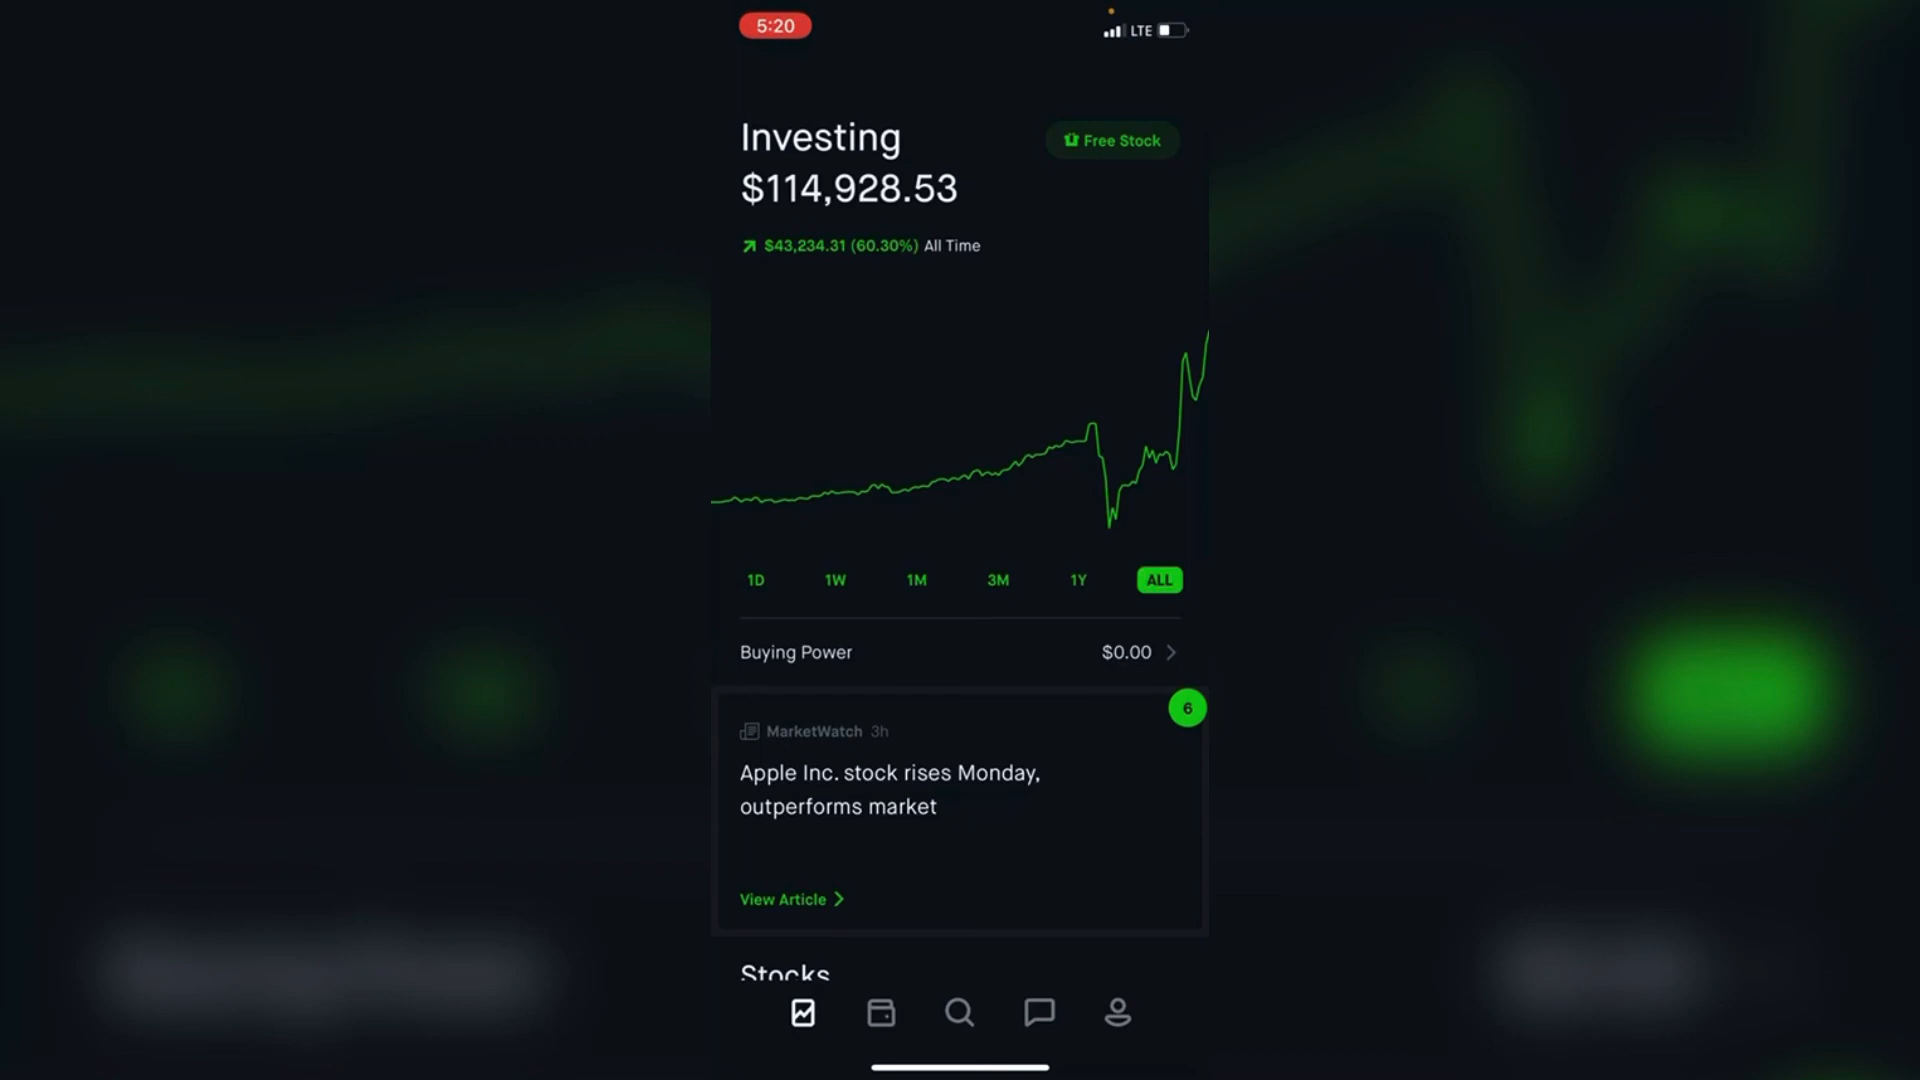 5:20
LTE
Investing
Free Stock
$114,928.53
$43,234.31 (60.30%) All Time
1D 1W 1M 3M 1Y ALL
Buying Power $0.00
6
MarketWatch 3h
Apple Inc. stock rises Monday,
outperforms market
View Article
Stocks